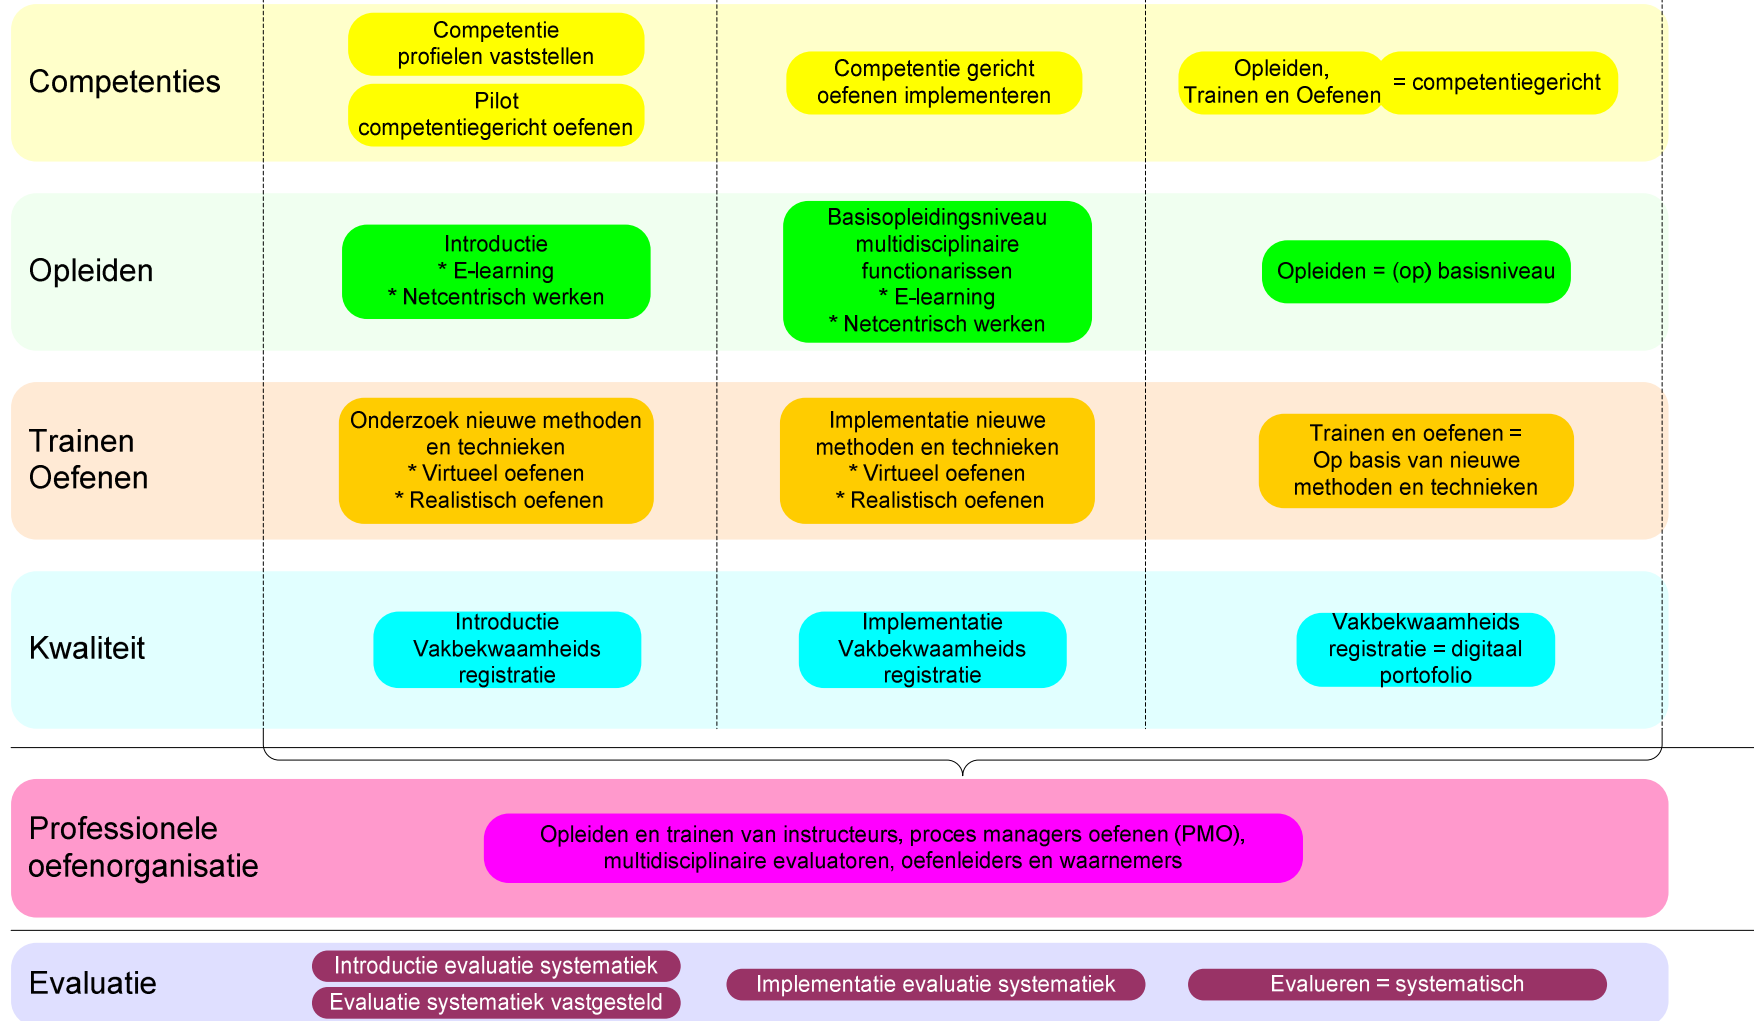 Competenties
Competentie
profielen vaststellen
Pilot
competentiegericht oefenen
Competentie gericht
oefenen implementeren
Opleiden,
Trainen en Oefenen
= competentiegericht
Opleiden
Introductie
* E-learning
* Netcentrisch werken
Basisopleidingsniveau
multidisciplinaire
functionarissen
* E-learning
* Netcentrisch werken
Opleiden = (op) basisniveau
Trainen
Oefenen
Onderzoek nieuwe methoden
en technieken
* Virtueel oefenen
* Realistisch oefenen
Implementatie nieuwe
methoden en technieken
* Virtueel oefenen
* Realistisch oefenen
Trainen en oefenen =
Op basis van nieuwe
methoden en technieken
Kwaliteit
Introductie
Vakbekwaamheids
registratie
Implementatie
Vakbekwaamheids
registratie
Vakbekwaamheids
registratie = digitaal
portofolio
Professionele
oefenorganisatie
Opleiden en trainen van instructeurs, proces managers oefenen (PMO),
multidisciplinaire evaluatoren, oefenleiders en waarnemers
Evaluatie
Introductie evaluatie systematiek
Evaluatie systematiek vastgesteld
Implementatie evaluatie systematiek
Evalueren = systematisch